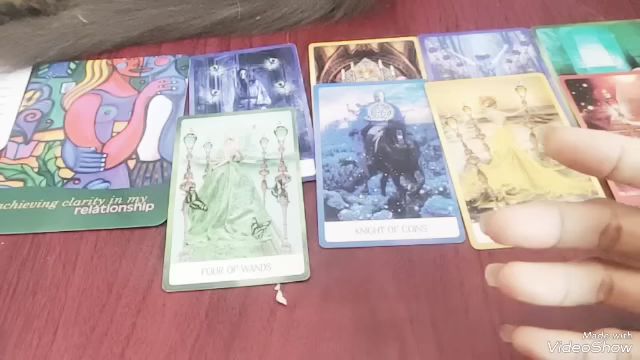 achieving clarity in my
relationship
FOUR OF WANDS
KNIGHT OF COINS
Made with
VideoShow